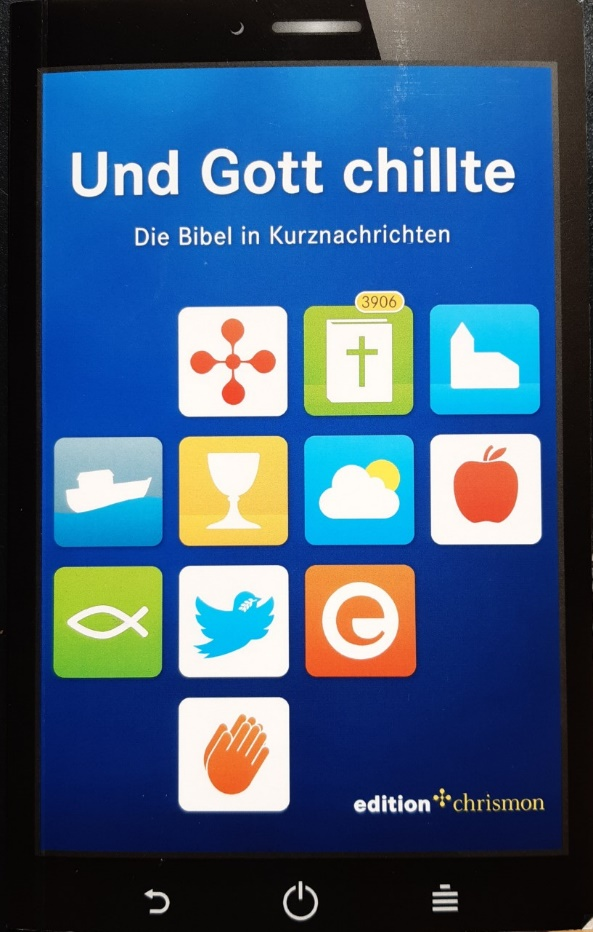 Und Gott chillte
Die Bibel in Kurznachrichten
3906
edition chrismon